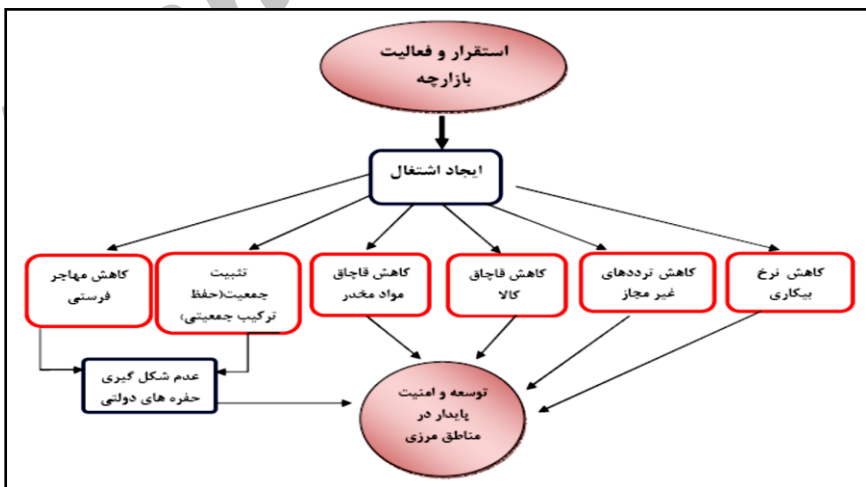 استقرار و فعالیت
بازارچه
ایجاد اشتغال
کاهش نرخ
بیکاری
کاهش ترددهای
غیر مجاز
کاهش قاچاق
کالا
کاهش قاچاق
مواد مخدر
تثبیت
جمعیت(حفظ
ترکیب جمعیتی)
کاهش مهاجر
فرستی
عدم شکل گیری
حفره های دولتی
توسعه و امنیت
پایدار در
مناطق مرزی